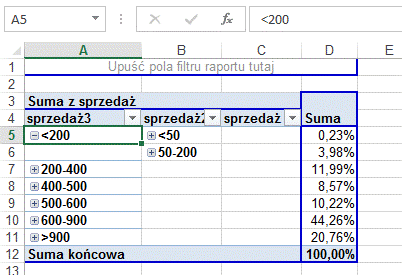 A5 <200
A B C D E
1 Upuść pola filtru raportu tutaj
2
3 Suma z sprzedaż
4 sprzedaż3 sprzedaż2 sprzedaż Suma
5 <200 <50 0,23%
6 50-200 3,98%
7 200-400 11,99%
8 400-500 8,57%
9 500-600 10,22%
10 600-900 44,26%
11 >900 20,76%
12 Suma końcowa 100,00%